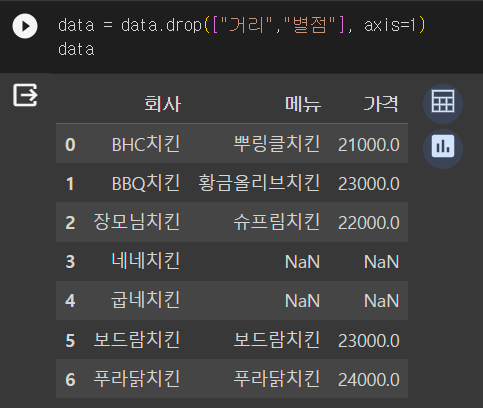 data = data.drop(["거리","별점"], axis=1)
data
회사 메뉴 가격
0 BHC치킨 뿌링클치킨 21000.0
1 BBQ치킨 황금올리브치킨 23000.0
2 장모님치킨 슈프림치킨 22000.0
3 네네치킨 NaN NaN
4 굽네치킨 NaN NaN
5 보드람치킨 보드람치킨 23000.0
6 푸라닭치킨 푸라닭치킨 24000.0